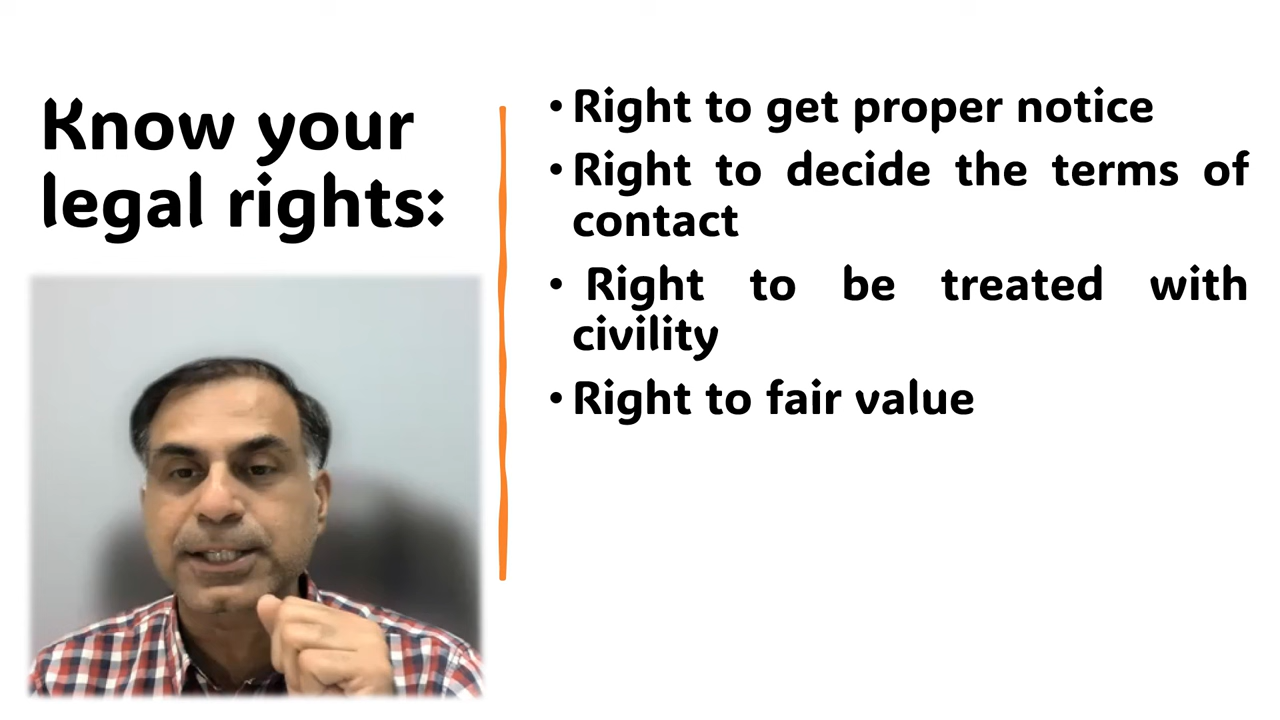 Know your
legal rights:
• Right to get proper notice
• Right to decide the terms of
contact
• Right to be treated with
civility
• Right to fair value